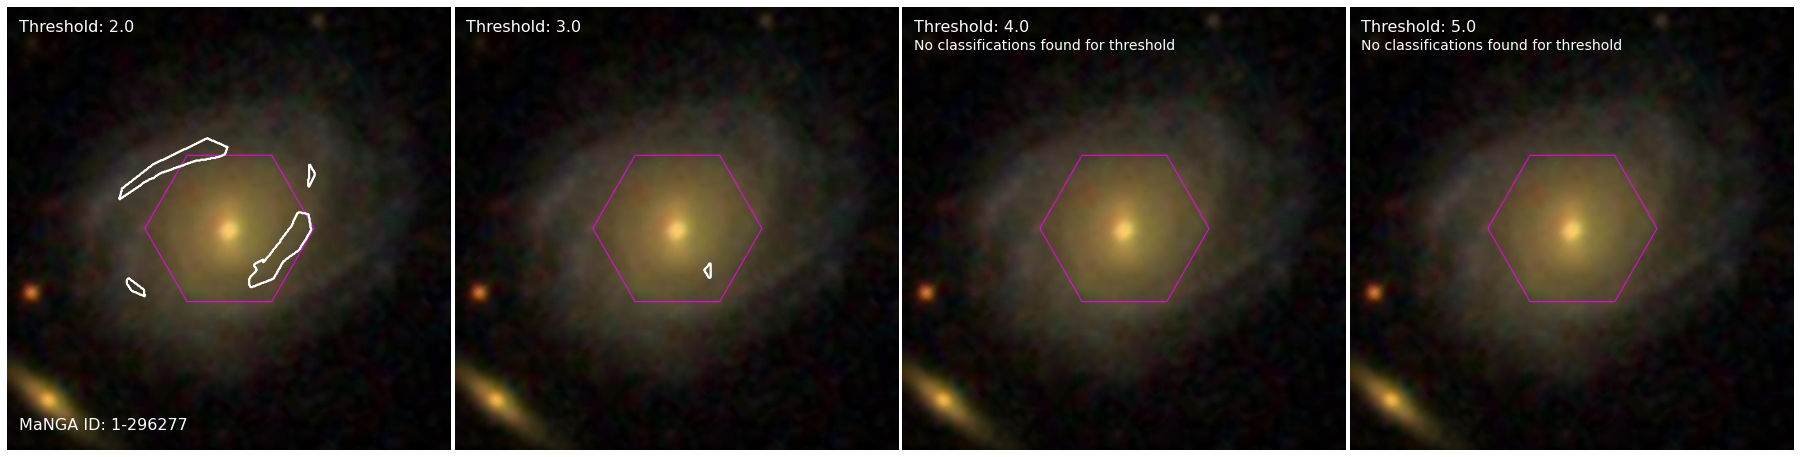 Threshold: 2.0
MaNGA ID: 1-296277
Threshold: 3.0
Threshold: 4.0
No classifications found for threshold
Threshold: 5.0
No classifications found for threshold